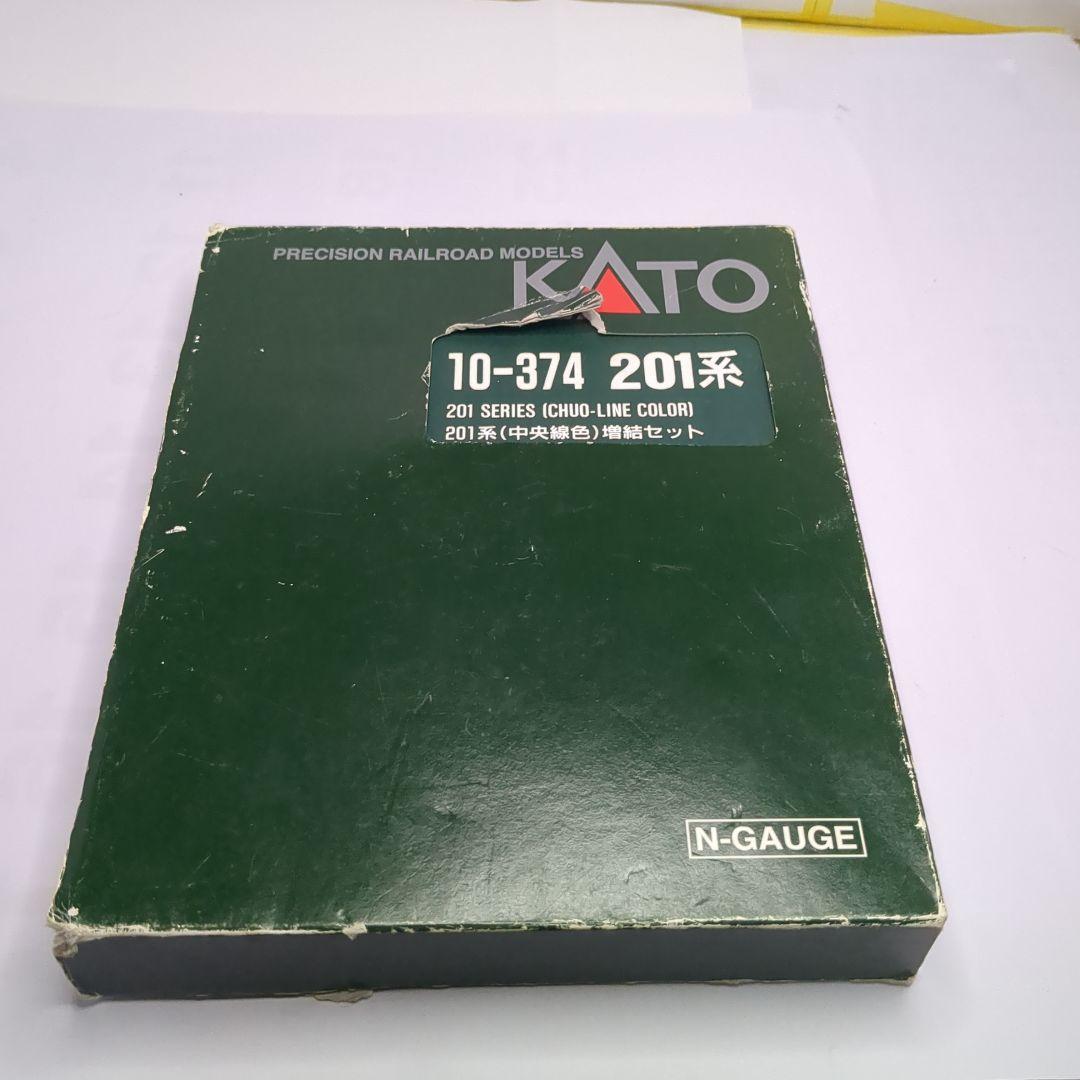 PRECISION RAILROAD MODELS
KATO
10-374 201系
201 SERIES (CHUO-LINE COLOR)
201系(中央線色)増結セット
N-GAUGE